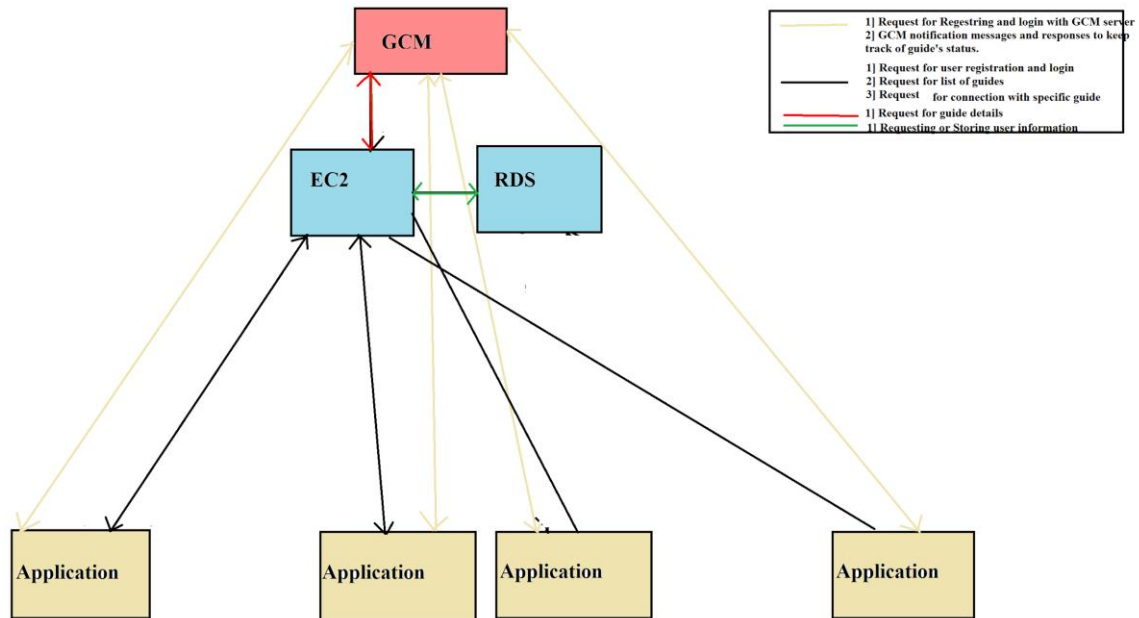 GCM
1] Request for Regestring and login with GCM server
2] GCM notification messages and responses to keep
track of guide's status.
1] Request for user registration and login
2] Request for list of guides
3] Request for connection with specific guide
1] Request for guide details
1] Requesting or Storing user information
EC2
RDS
Application
Application
Application
Application